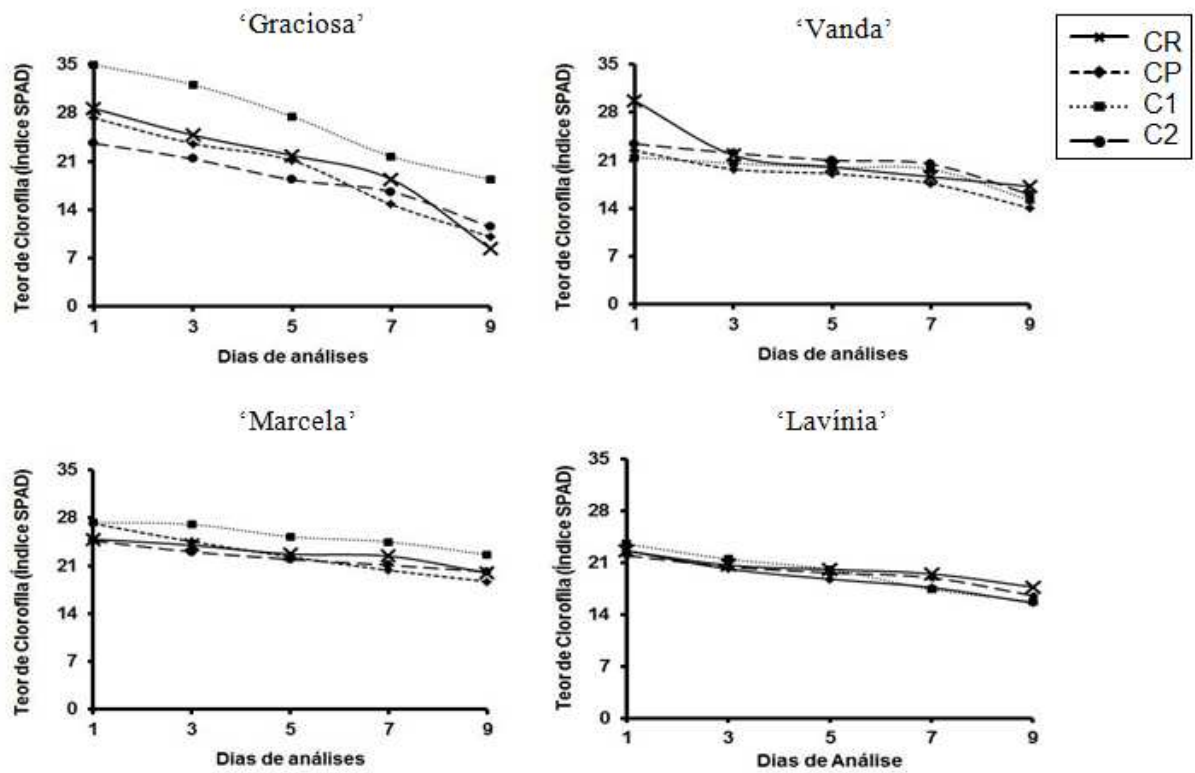 ‘Graciosa’
Teor de Clorofila (Índice SPAD)
35
28
21
14
7
0
1 3 5 7 9
Dias de análises
‘Vanda’
Teor de Clorofila (Índice SPAD)
35
28
21
14
7
0
1 3 5 7 9
Dias de análises
CR
CP
C1
C2
‘Marcela’
Teor de Clorofila (Índice SPAD)
35
28
21
14
7
0
1 3 5 7 9
Dias de análises
‘Lavínia’
Teor de Clorofila (Índice SPAD)
35
28
21
14
7
0
1 3 5 7 9
Dias de Análise